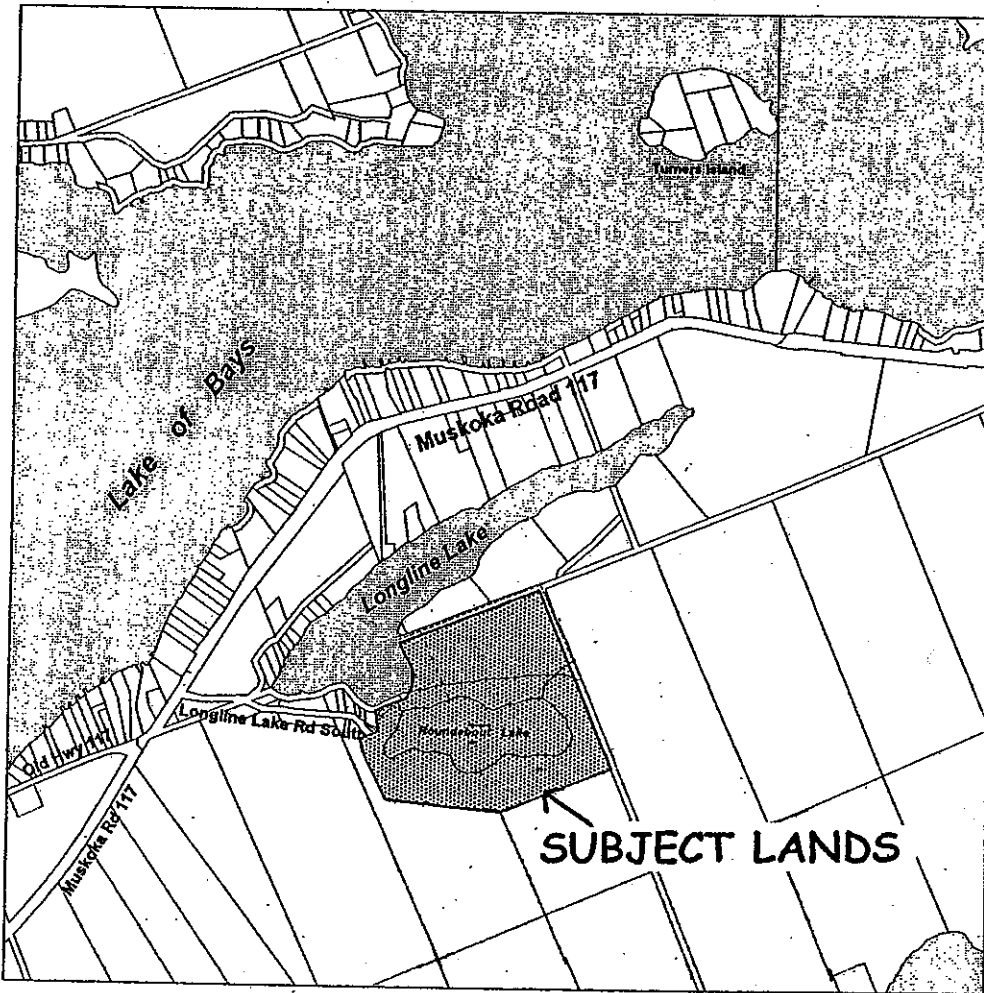 Turners Island
Lake of Bays
Muskoka Road 117
Longline Lake
Longline Lake Rd South
Roundabout Lake
Old Hwy 117
Muskoka Rd 117
SUBJECT LANDS